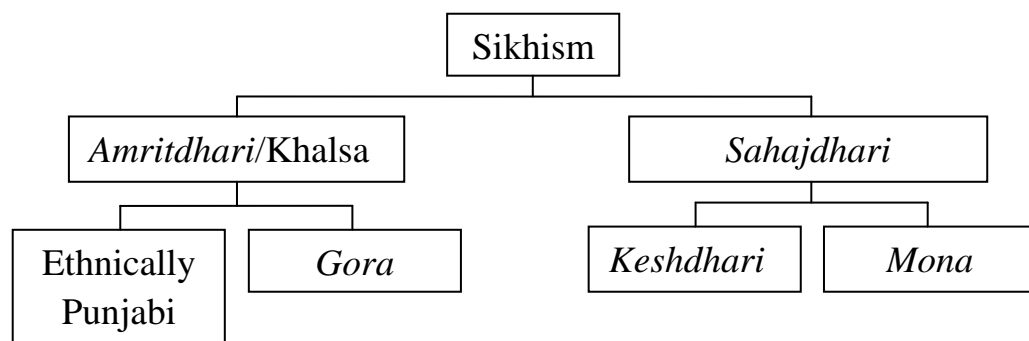 Sikhism
Amritdhari/Khalsa
Sahajdhari
Ethnically
Punjabi
Gora
Keshdhari
Mona